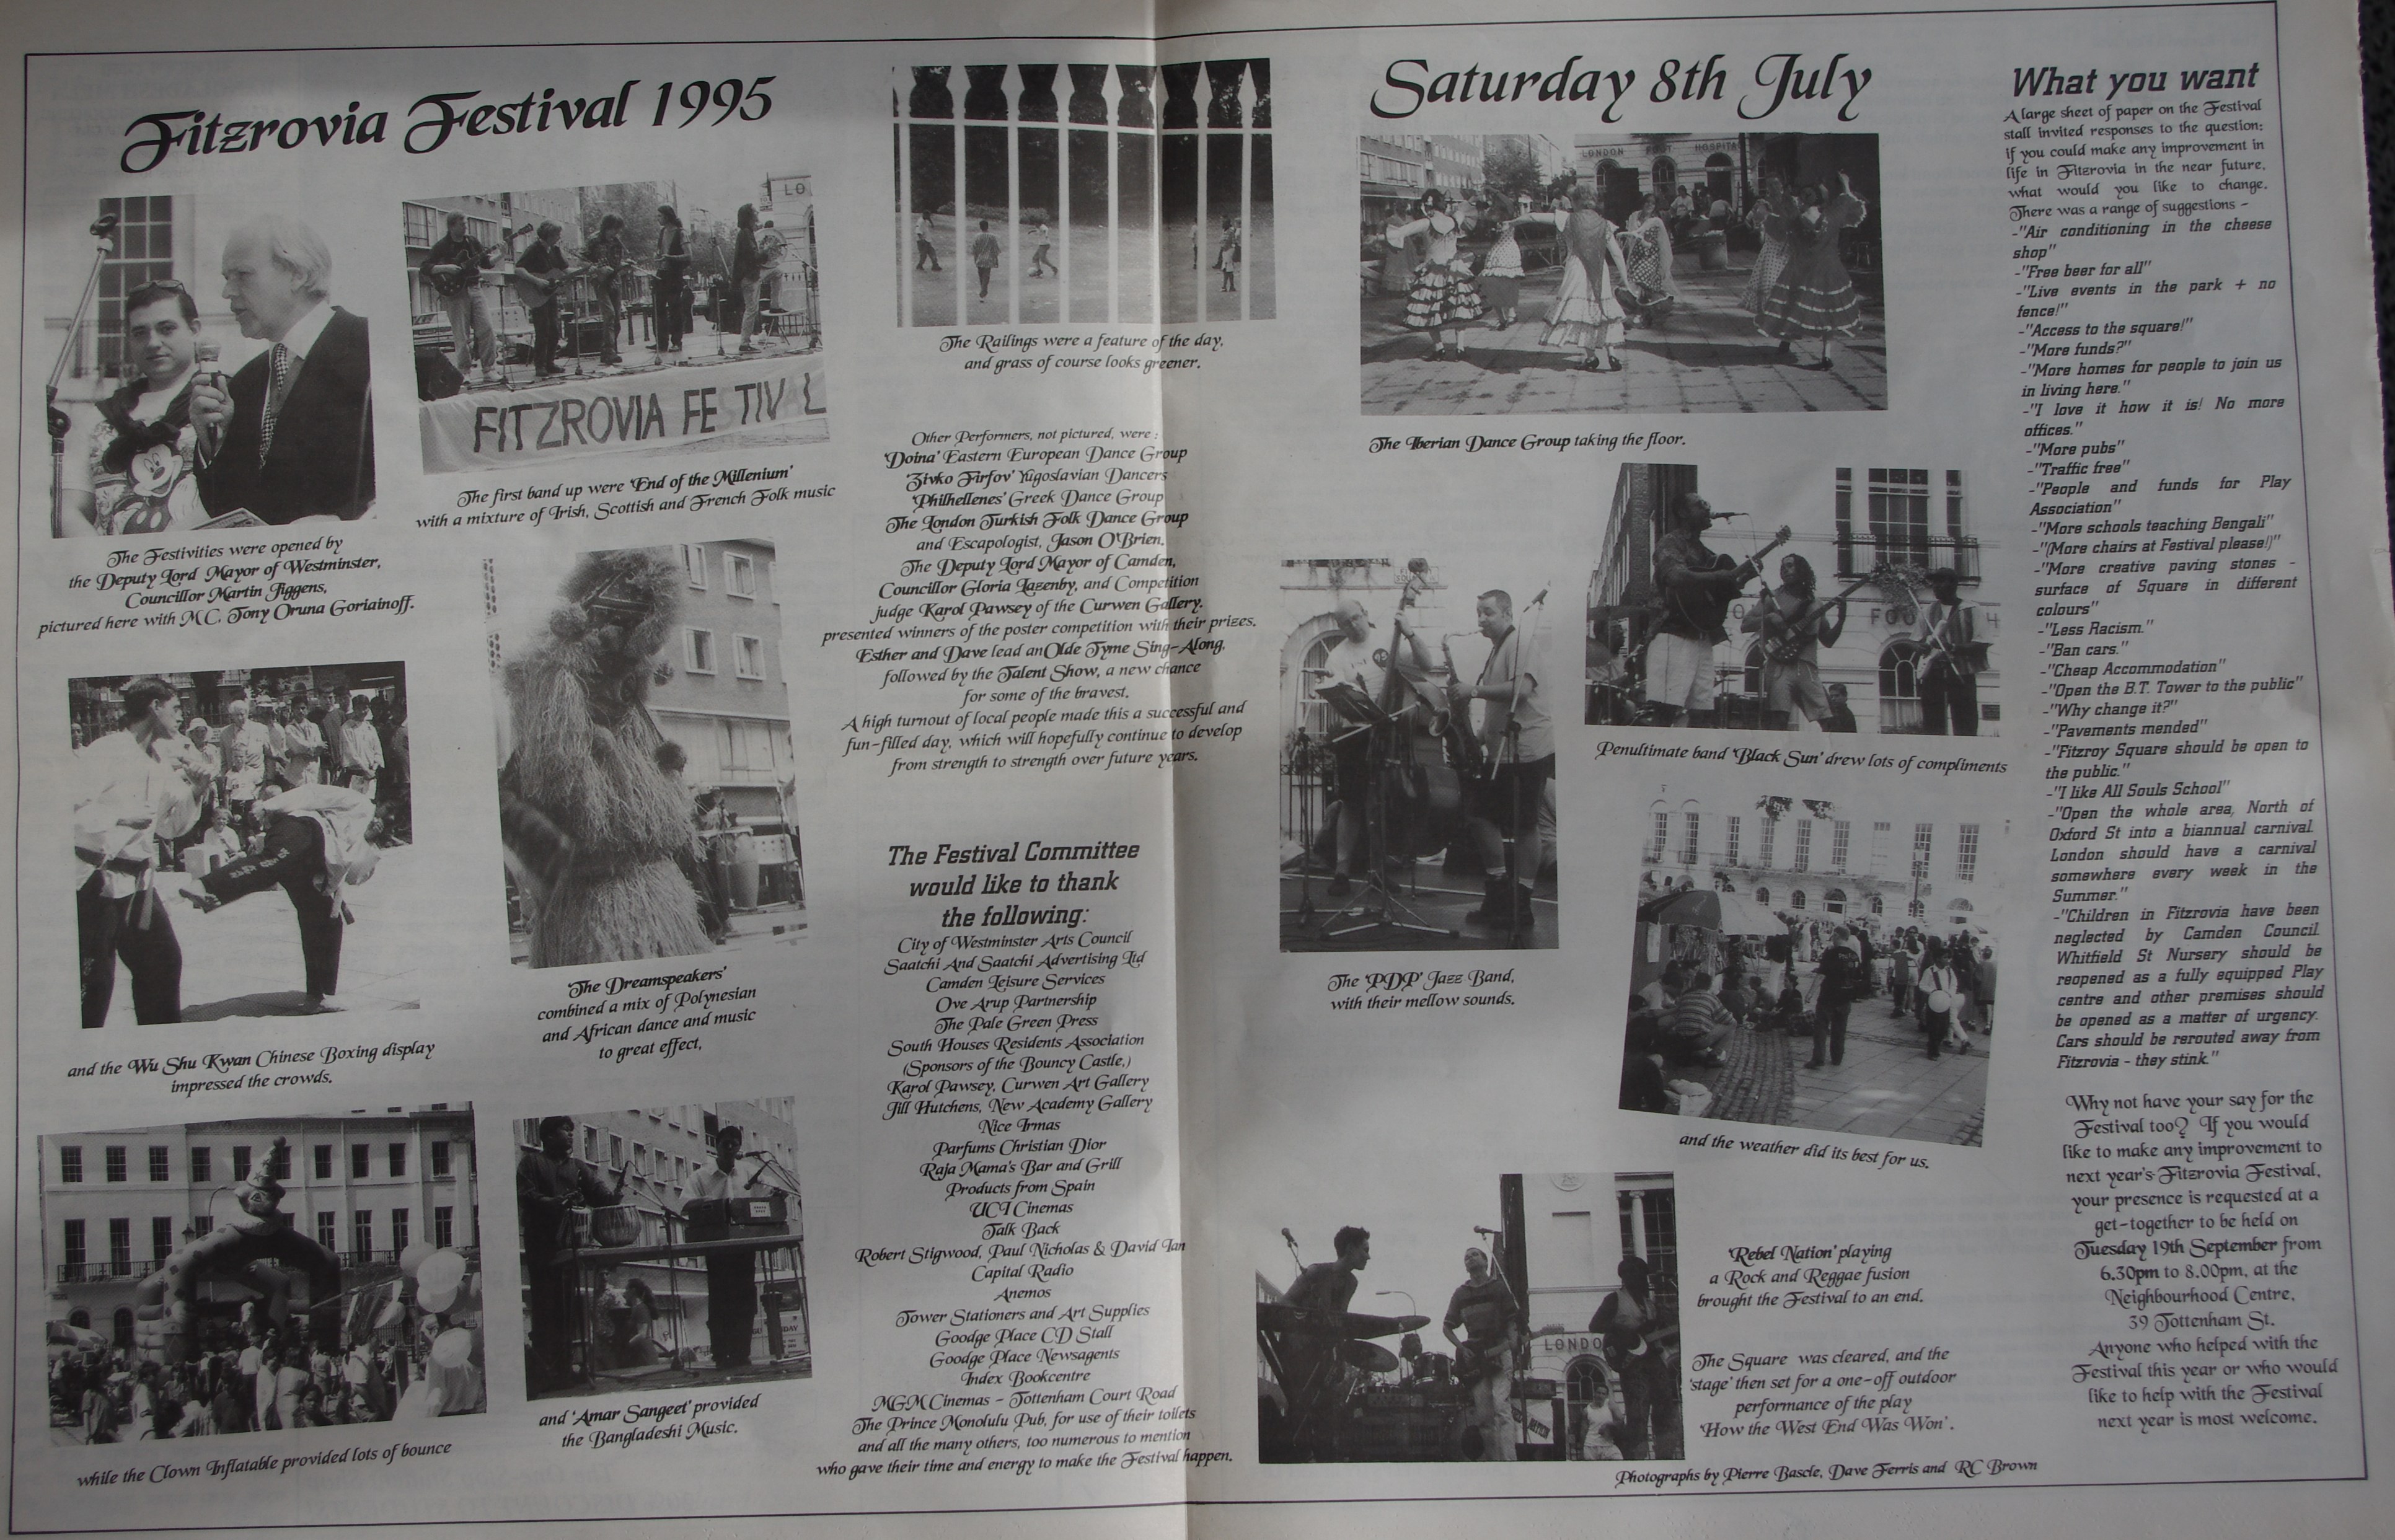 Fitzrovia Festival 1995
LO
FITZROVIA FE TIV L
The Festivities were opened by
the Deputy Lord Mayor of Westminster,
Councillor Martin Jiggens,
pictured here with M.C. Tony Oruna Goriainoff.
The first band up were 'End of the Millenium'
with a mixture of Irish, Scottish and French Folk music
and the Wu Shu Kwan Chinese Boxing display
impressed the crowds.
'The Dreamspeakers'
combined a mix of Polynesian
and African dance and music
to great effect,
while the Clown Inflatable provided lots of bounce
and 'Amar Sangeet' provided
the Bangladeshi Music.
The Railings were a feature of the day,
and grass of course looks greener.
Other Performers, not pictured, were :
'Doina' Eastern European Dance Group
'Zivko Firfov' Yugoslavian Dancers
'Philhellenes' Greek Dance Group
The London Turkish Folk Dance Group
and Escapologist, Jason O'Brien.
The Deputy Lord Mayor of Camden,
Councillor Gloria Lazenby, and Competition
judge Karol Pawsey of the Curwen Gallery,
presented winners of the poster competition with their prizes.
Esther and Dave lead an Olde Tyme Sing-Along,
followed by the Talent Show, a new chance
for some of the bravest.
A high turnout of local people made this a successful and
fun-filled day, which will hopefully continue to develop
from strength to strength over future years.
The Festival Committee
would like to thank
the following:
City of Westminster Arts Council
Saatchi And Saatchi Advertising Ltd
Camden Leisure Services
Ove Arup Partnership
The Pale Green Press
South Houses Residents Association
(Sponsors of the Bouncy Castle,)
Karol Pawsey, Curwen Art Gallery
Jill Hutchens, New Academy Gallery
Nice Irmas
Parfums Christian Dior
Raja Mama's Bar and Grill
Products from Spain
UCI Cinemas
Talk Back
Robert Stigwood, Paul Nicholas & David Ian
Capital Radio
Anemos
Tower Stationers and Art Supplies
Goodge Place CD Stall
Goodge Place Newsagents
Index Bookcentre
MGM Cinemas - Tottenham Court Road
The Prince Monolulu Pub, for use of their toilets
and all the many others, too numerous to mention
who gave their time and energy to make the Festival happen.
Saturday 8th July
LONDON FOOT HOSPITA
The Iberian Dance Group taking the floor.
FOO H
Penultimate band 'Black Sun' drew lots of compliments
The 'PDP' Jazz Band,
with their mellow sounds.
and the weather did its best for us.
LONDO
'Rebel Nation' playing
a Rock and Reggae fusion
brought the Festival to an end.
The Square was cleared, and the
'stage' then set for a one-off outdoor
performance of the play
'How the West End Was Won'.
Photographs by Pierre Bascle, Dave Ferris and RC Brown
What you want
A large sheet of paper on the Festival
stall invited responses to the question;
if you could make any improvement in
life in Fitzrovia in the near future,
what would you like to change.
There was a range of suggestions -
-"Air conditioning in the cheese
shop"
-"Free beer for all"
-"Live events in the park + no
fence!"
-"Access to the square!"
-"More funds?"
-"More homes for people to join us
in living here."
-"I love it how it is! No more
offices."
-"More pubs"
-"Traffic free"
-"People and funds for Play
Association"
-"More schools teaching Bengali"
-"(More chairs at Festival please!)"
-"More creative paving stones -
surface of Square in different
colours"
-"Less Racism."
-"Ban cars."
-"Cheap Accommodation"
-"Open the B.T. Tower to the public"
-"Why change it?"
-"Pavements mended"
-"Fitzroy Square should be open to
the public."
-"I like All Souls School"
-"Open the whole area, North of
Oxford St into a biannual carnival.
London should have a carnival
somewhere every week in the
Summer."
-"Children in Fitzrovia have been
neglected by Camden Council.
Whitfield St Nursery should be
reopened as a fully equipped Play
centre and other premises should
be opened as a matter of urgency.
Cars should be rerouted away from
Fitzrovia - they stink."
Why not have your say for the
Festival too? If you would
like to make any improvement to
next year's Fitzrovia Festival,
your presence is requested at a
get-together to be held on
Tuesday 19th September from
6.30pm to 8.00pm, at the
Neighbourhood Centre,
39 Tottenham St.
Anyone who helped with the
Festival this year or who would
like to help with the Festival
next year is most welcome.